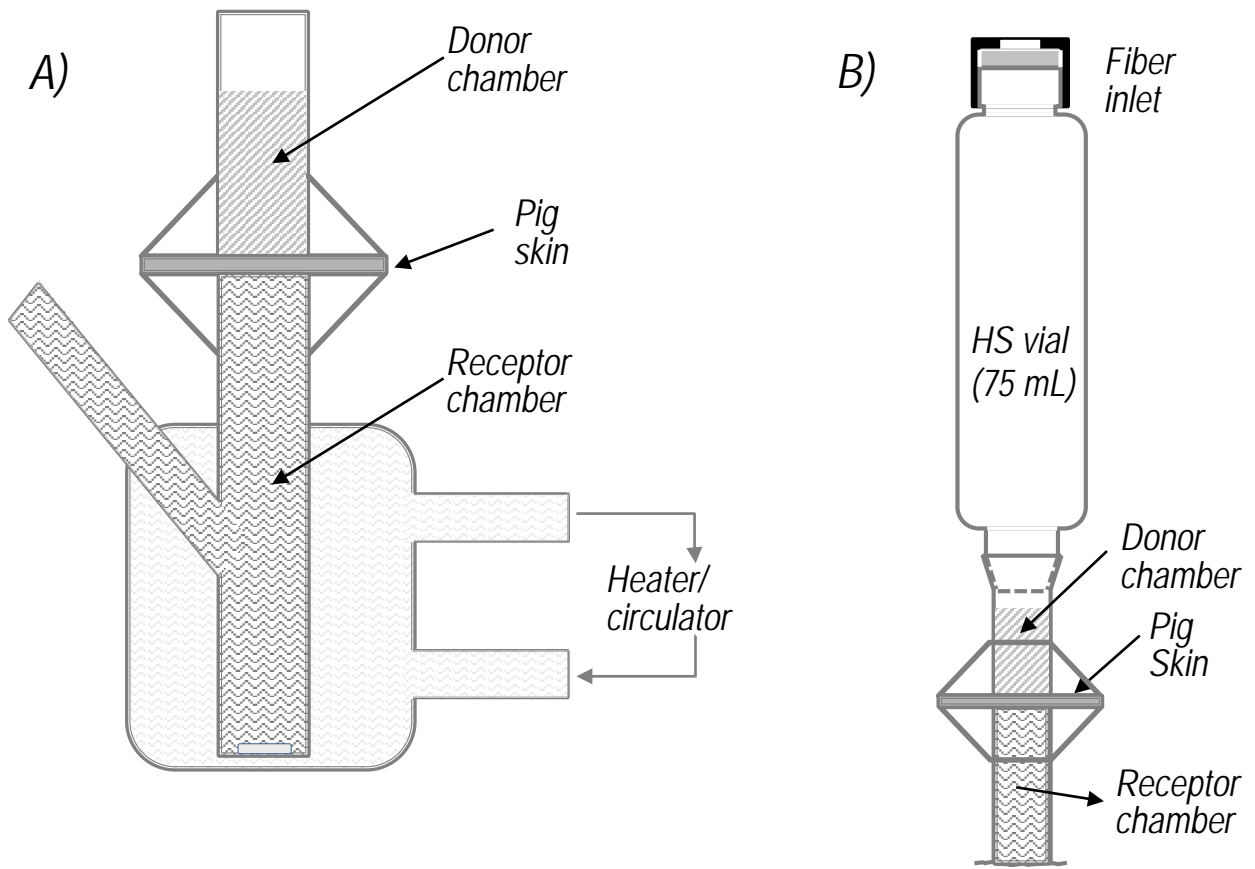 A)
Donor
chamber
Pig
skin
Receptor
chamber
Heater/
circulator
B)
Fiber
inlet
HS vial
(75 mL)
Donor
chamber
Pig
Skin
Receptor
chamber